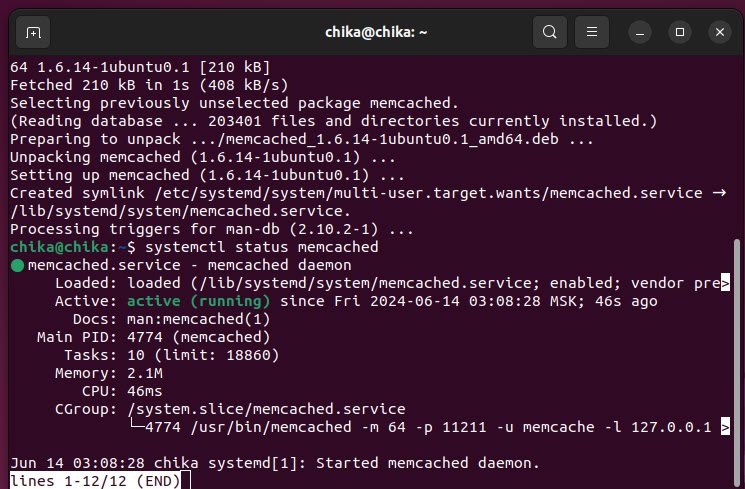 chika@chika: ~
64 1.6.14-1ubuntu0.1 [210 kB]
Fetched 210 kB in 1s (408 kB/s)
Selecting previously unselected package memcached.
(Reading database ... 203401 files and directories currently installed.)
Preparing to unpack .../memcached_1.6.14-1ubuntu0.1_amd64.deb ...
Unpacking memcached (1.6.14-1ubuntu0.1) ...
Setting up memcached (1.6.14-1ubuntu0.1) ...
Created symlink /etc/systemd/system/multi-user.target.wants/memcached.service →
/lib/systemd/system/memcached.service.
Processing triggers for man-db (2.10.2-1) ...
chika@chika:~$ systemctl status memcached
● memcached.service - memcached daemon
     Loaded: loaded (/lib/systemd/system/memcached.service; enabled; vendor pre>
     Active: active (running) since Fri 2024-06-14 03:08:28 MSK; 46s ago
       Docs: man:memcached(1)
   Main PID: 4774 (memcached)
      Tasks: 10 (limit: 18860)
     Memory: 2.1M
        CPU: 46ms
     CGroup: /system.slice/memcached.service
             └─4774 /usr/bin/memcached -m 64 -p 11211 -u memcache -l 127.0.0.1 >
Jun 14 03:08:28 chika systemd[1]: Started memcached daemon.
lines 1-12/12 (END)